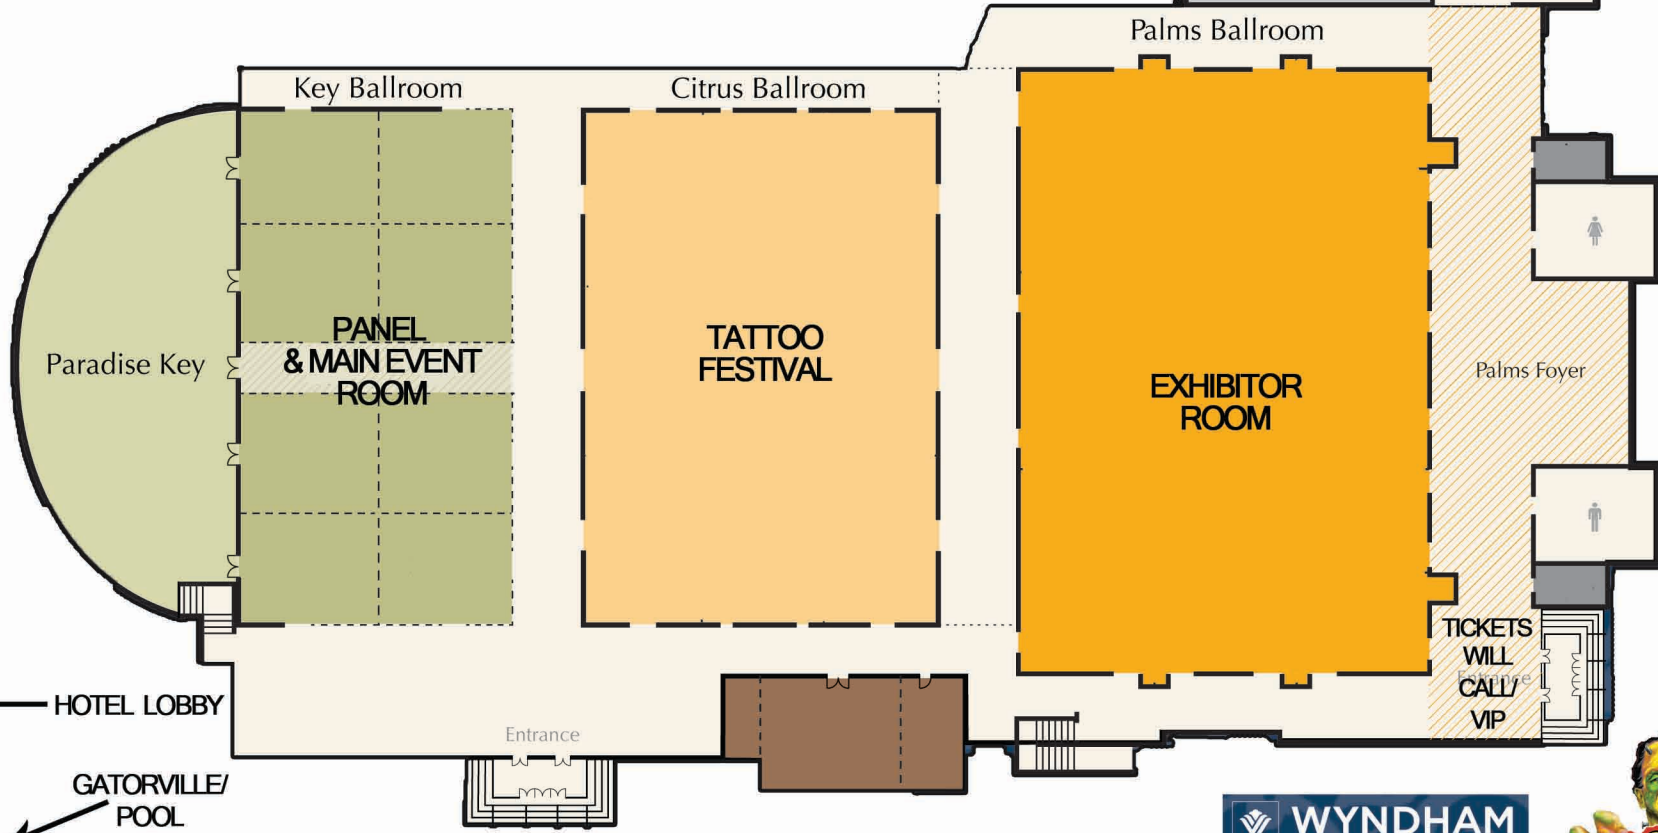 Palms Ballroom
Key Ballroom
Citrus Ballroom
Paradise Key
PANEL
& MAIN EVENT
ROOM
TATTOO
FESTIVAL
EXHIBITOR
ROOM
Palms Foyer
TICKETS
WILL
Entrance
CALL/
VIP
HOTEL LOBBY
Entrance
GATORVILLE/
POOL
WYNDHAM